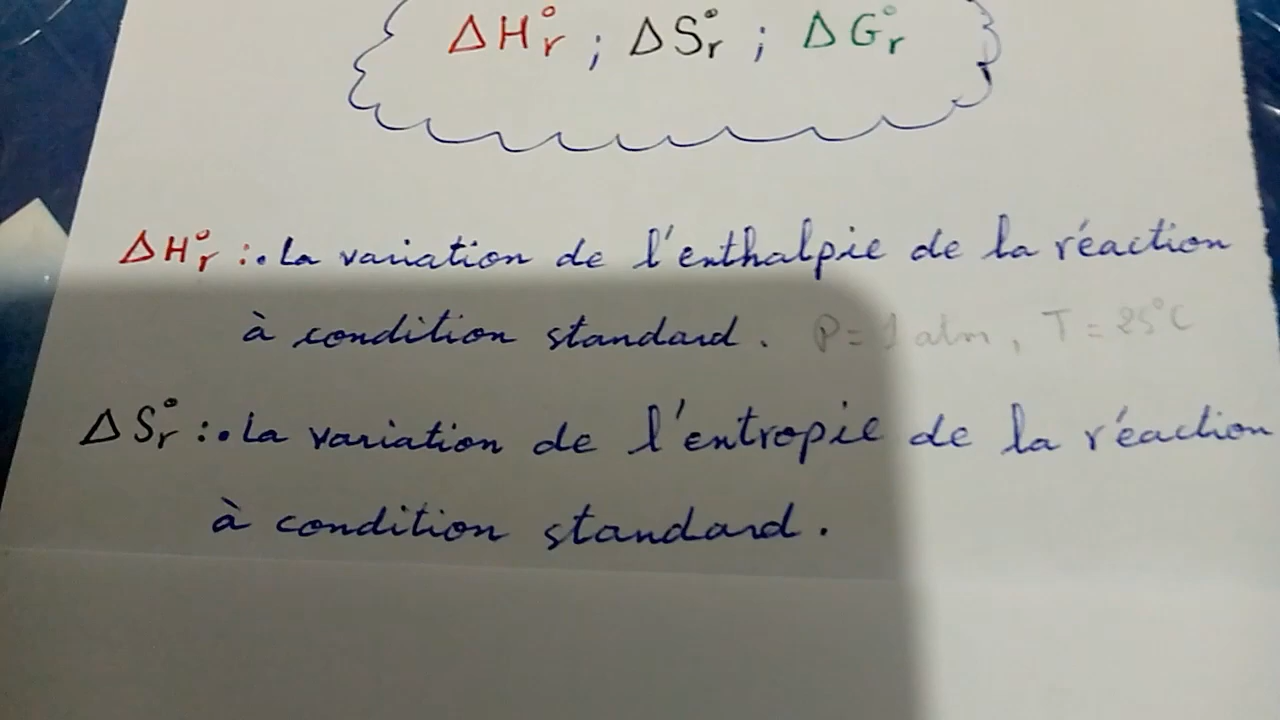 ΔH°r ; ΔS°r ; ΔG°r
ΔH°r : . La variation de l'enthalpie de la réaction
à condition standard . P = 1 atm , T = 25°C
ΔS°r : . La variation de l'entropie de la réaction
à condition standard .